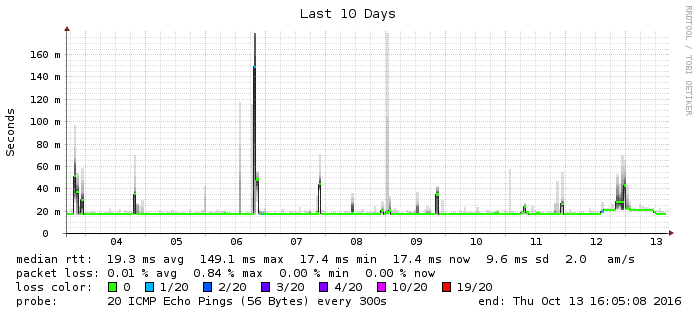 Last 10 Days
RRDTOOL / TOBI OETIKER
Seconds
160 m
140 m
120 m
100 m
80 m
60 m
40 m
20 m
0
04 05 06 07 08 09 10 11 12 13
median rtt: 19.3 ms avg 149.1 ms max 17.4 ms min 17.4 ms now 9.6 ms sd 2.0 am/s
packet loss: 0.01 % avg 0.84 % max 0.00 % min 0.00 % now
loss color: 0 1/20 2/20 3/20 4/20 10/20 19/20
probe: 20 ICMP Echo Pings (56 Bytes) every 300s end: Thu Oct 13 16:05:08 2016